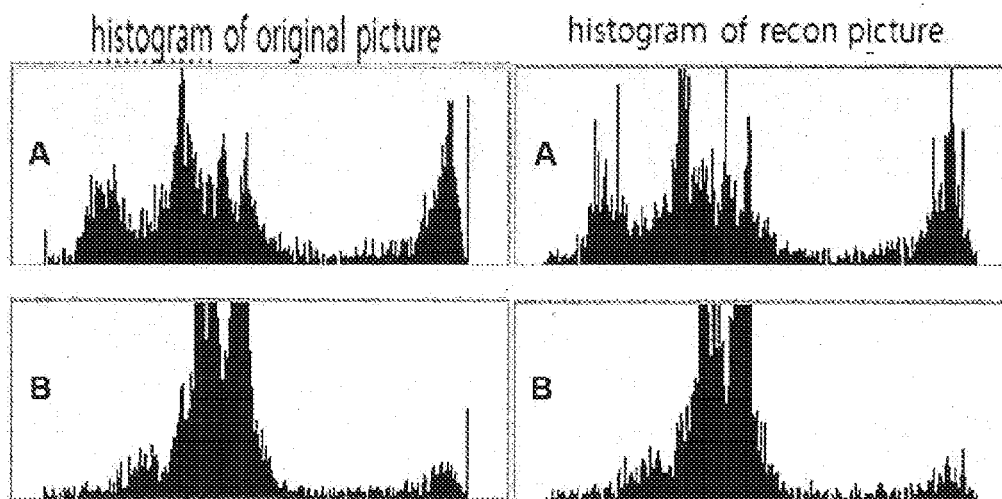 histogram of original picture
histogram of recon picture
A
A
B
B